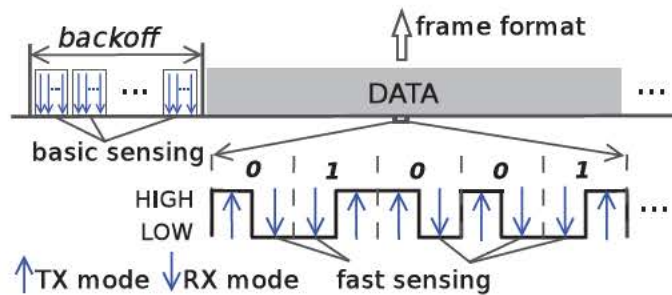 backoff
frame format
... ... ...
...
DATA
...
basic sensing
0 1 0 0 1
HIGH
LOW
...
TX mode RX mode
fast sensing